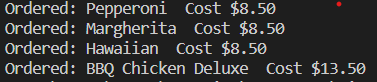 Ordered: Pepperoni  Cost $8.50
Ordered: Margherita  Cost $8.50
Ordered: Hawaiian  Cost $8.50
Ordered: BBQ Chicken Deluxe  Cost $13.50